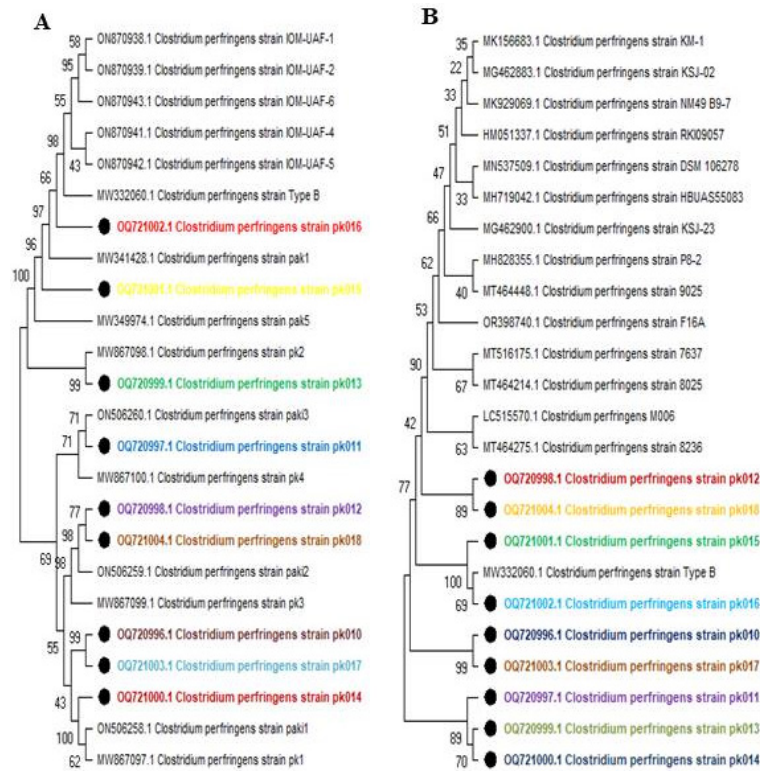 A
58
ON870938.1 Clostridium perfringens strain IOM-UAF-1
95
ON870939.1 Clostridium perfringens strain IOM-UAF-2
55
ON870943.1 Clostridium perfringens strain IOM-UAF-6
98
ON870941.1 Clostridium perfringens strain IOM-UAF-4
43
ON870942.1 Clostridium perfringens strain IOM-UAF-5
66
MW332060.1 Clostridium perfringens strain Type B
97
OQ721002.1 Clostridium perfringens strain pk016
96
MW341428.1 Clostridium perfringens strain pak1
100
OQ721001.1 Clostridium perfringens strain pk015
MW349974.1 Clostridium perfringens strain pak5
MW867098.1 Clostridium perfringens strain pk2
99
OQ720999.1 Clostridium perfringens strain pk013
71
ON506260.1 Clostridium perfringens strain paki3
71
OQ720997.1 Clostridium perfringens strain pk011
MW867100.1 Clostridium perfringens strain pk4
77
OQ720998.1 Clostridium perfringens strain pk012
98
OQ721004.1 Clostridium perfringens strain pk018
69
98
ON506259.1 Clostridium perfringens strain paki2
MW867099.1 Clostridium perfringens strain pk3
99
OQ720996.1 Clostridium perfringens strain pk010
55
OQ721003.1 Clostridium perfringens strain pk017
43
OQ721000.1 Clostridium perfringens strain pk014
100
ON506258.1 Clostridium perfringens strain paki1
62
MW867097.1 Clostridium perfringens strain pk1
B
35
MK156683.1 Clostridium perfringens strain KM-1
22
MG462883.1 Clostridium perfringens strain KSJ-02
33
MK929069.1 Clostridium perfringens strain NM49 B9-7
51
HM051337.1 Clostridium perfringens strain RKI09057
47
MN537509.1 Clostridium perfringens strain DSM 106278
33
MH719042.1 Clostridium perfringens strain HBUAS55083
66
MG462900.1 Clostridium perfringens strain KSJ-23
62
MH828355.1 Clostridium perfringens strain P8-2
40
MT464448.1 Clostridium perfringens strain 9025
53
OR398740.1 Clostridium perfringens strain F16A
90
MT516175.1 Clostridium perfringens strain 7637
67
MT464214.1 Clostridium perfringens strain 8025
42
LC515570.1 Clostridium perfringens M006
63
MT464275.1 Clostridium perfringens strain 8236
77
OQ720998.1 Clostridium perfringens strain pk012
89
OQ721004.1 Clostridium perfringens strain pk018
OQ721001.1 Clostridium perfringens strain pk015
100
MW332060.1 Clostridium perfringens strain Type B
69
OQ721002.1 Clostridium perfringens strain pk016
OQ720996.1 Clostridium perfringens strain pk010
99
OQ721003.1 Clostridium perfringens strain pk017
OQ720997.1 Clostridium perfringens strain pk011
89
OQ720999.1 Clostridium perfringens strain pk013
70
OQ721000.1 Clostridium perfringens strain pk014